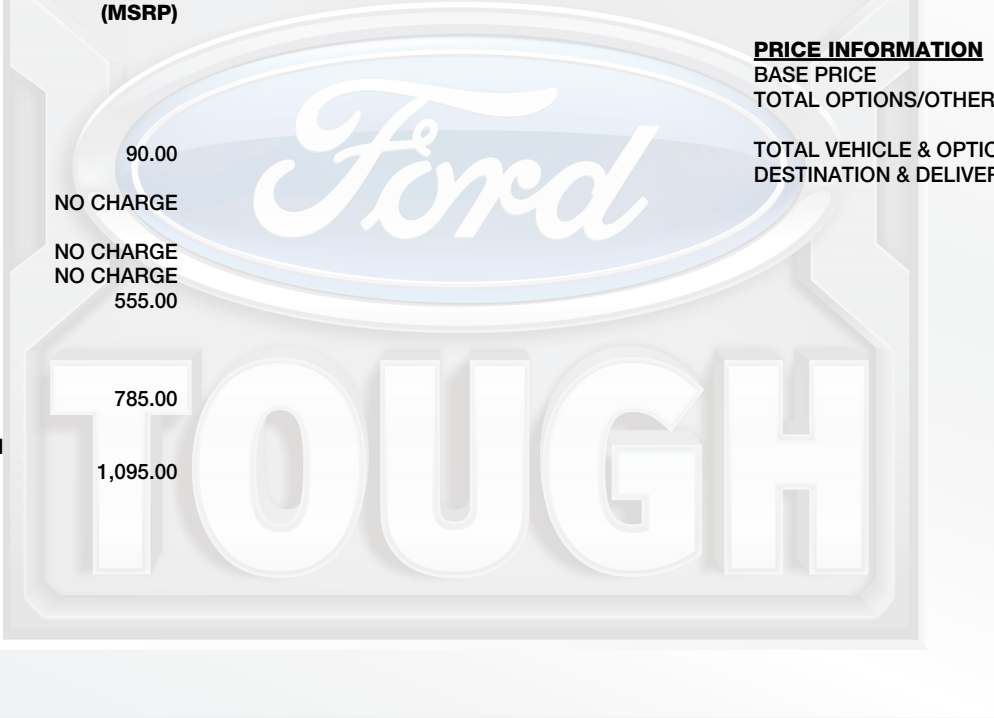 (MSRP)
90.00
NO CHARGE
NO CHARGE
NO CHARGE
555.00
785.00
1,095.00
PRICE INFORMATION
BASE PRICE
TOTAL OPTIONS/OTHER
TOTAL VEHICLE & OPTIO
DESTINATION & DELIVER
Ford
TOUGH